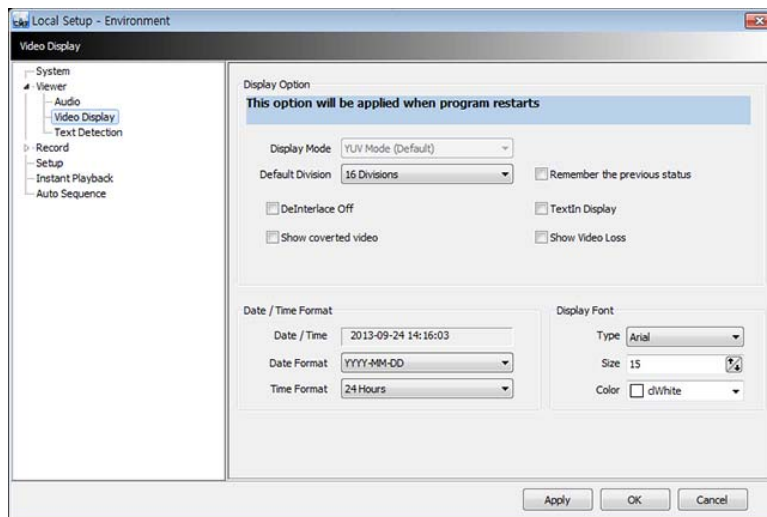 Local Setup - Environment
Video Display
System
Viewer
Audio
Video Display
Text Detection
Record
Setup
Instant Playback
Auto Sequence
Display Option
This option will be applied when program restarts
Display Mode YUV Mode (Default)
Default Division 16 Divisions Remember the previous status
DeInterlace Off TextIn Display
Show coverted video Show Video Loss
Date / Time Format
Date / Time 2013-09-24 14:16:03
Date Format YYYY-MM-DD
Time Format 24 Hours
Display Font
Type Arial
Size 15
Color clWhite
Apply OK Cancel